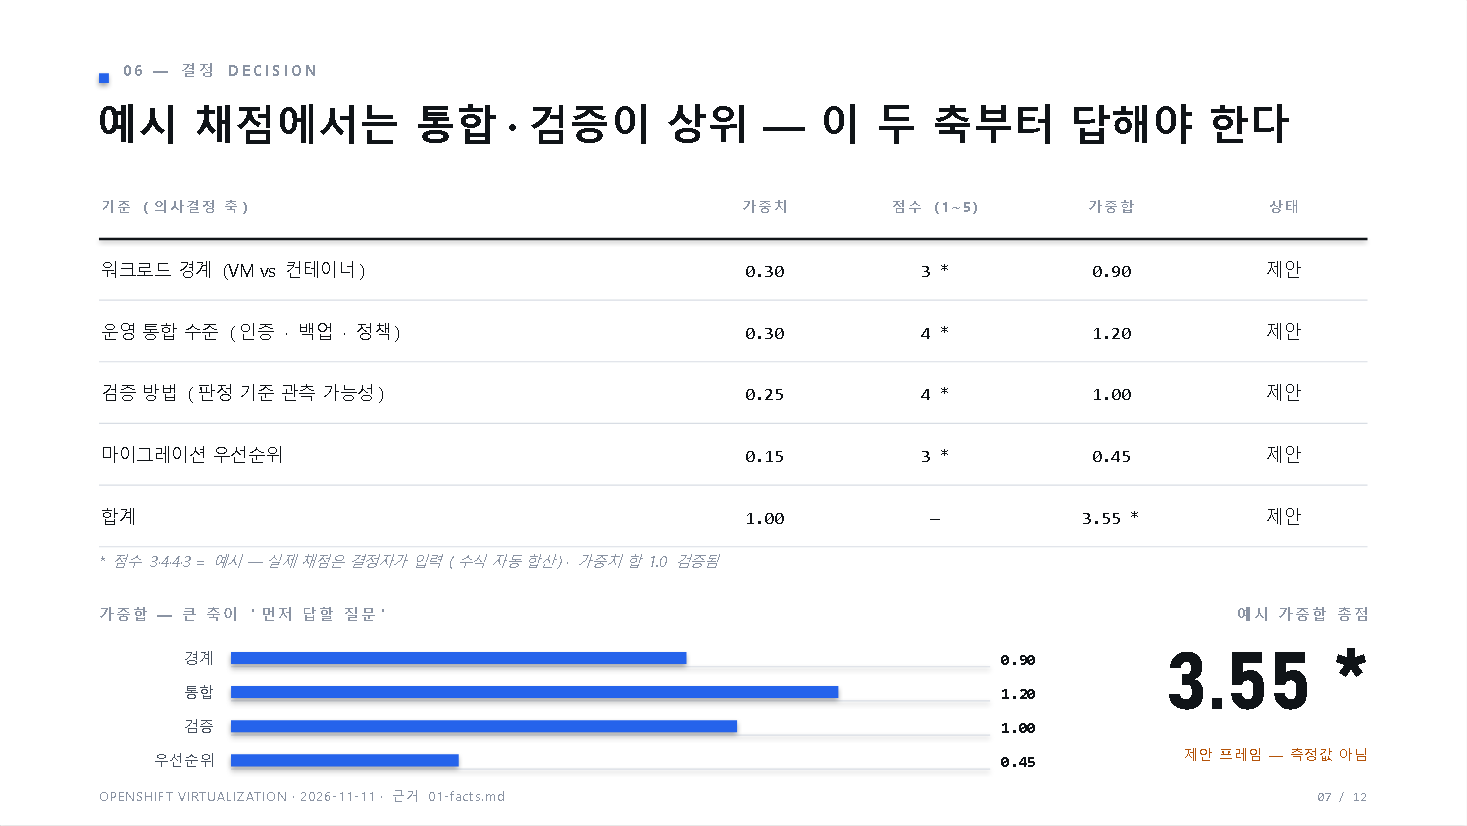 06 — 결정 DECISION
예시 채점에서는 통합·검증이 상위 — 이 두 축부터 답해야 한다
기준 (의사결정 축) 가중치 점수 (1~5) 가중합 상태
워크로드 경계 (VM vs 컨테이너) 0.30 3 * 0.90 제안
운영 통합 수준 (인증 · 백업 · 정책) 0.30 4 * 1.20 제안
검증 방법 (판정 기준 관측 가능성) 0.25 4 * 1.00 제안
마이그레이션 우선순위 0.15 3 * 0.45 제안
합계 1.00 — 3.55 * 제안
* 점수 3·4·4·3 = 예시 — 실제 채점은 결정자가 입력 (수식 자동 합산)· 가중치 합 1.0 검증됨
가중합 — 큰 축이 '먼저 답할 질문'
경계 0.90
통합 1.20
검증 1.00
우선순위 0.45
예시 가중합 총점
3.55 *
제안 프레임 — 측정값 아님
OPENSHIFT VIRTUALIZATION · 2026-11-11 · 근거 01-facts.md
07 / 12